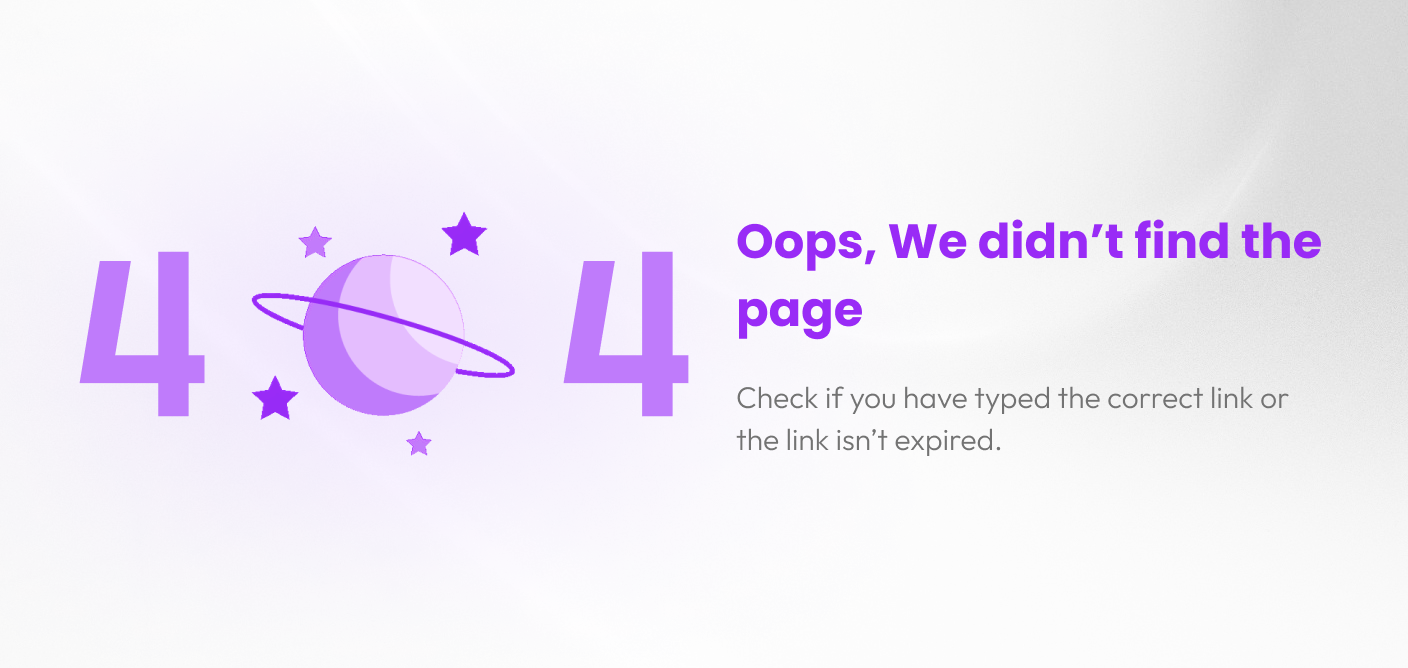 4 4
Oops, We didn’t find the
page
Check if you have typed the correct link or
the link isn’t expired.